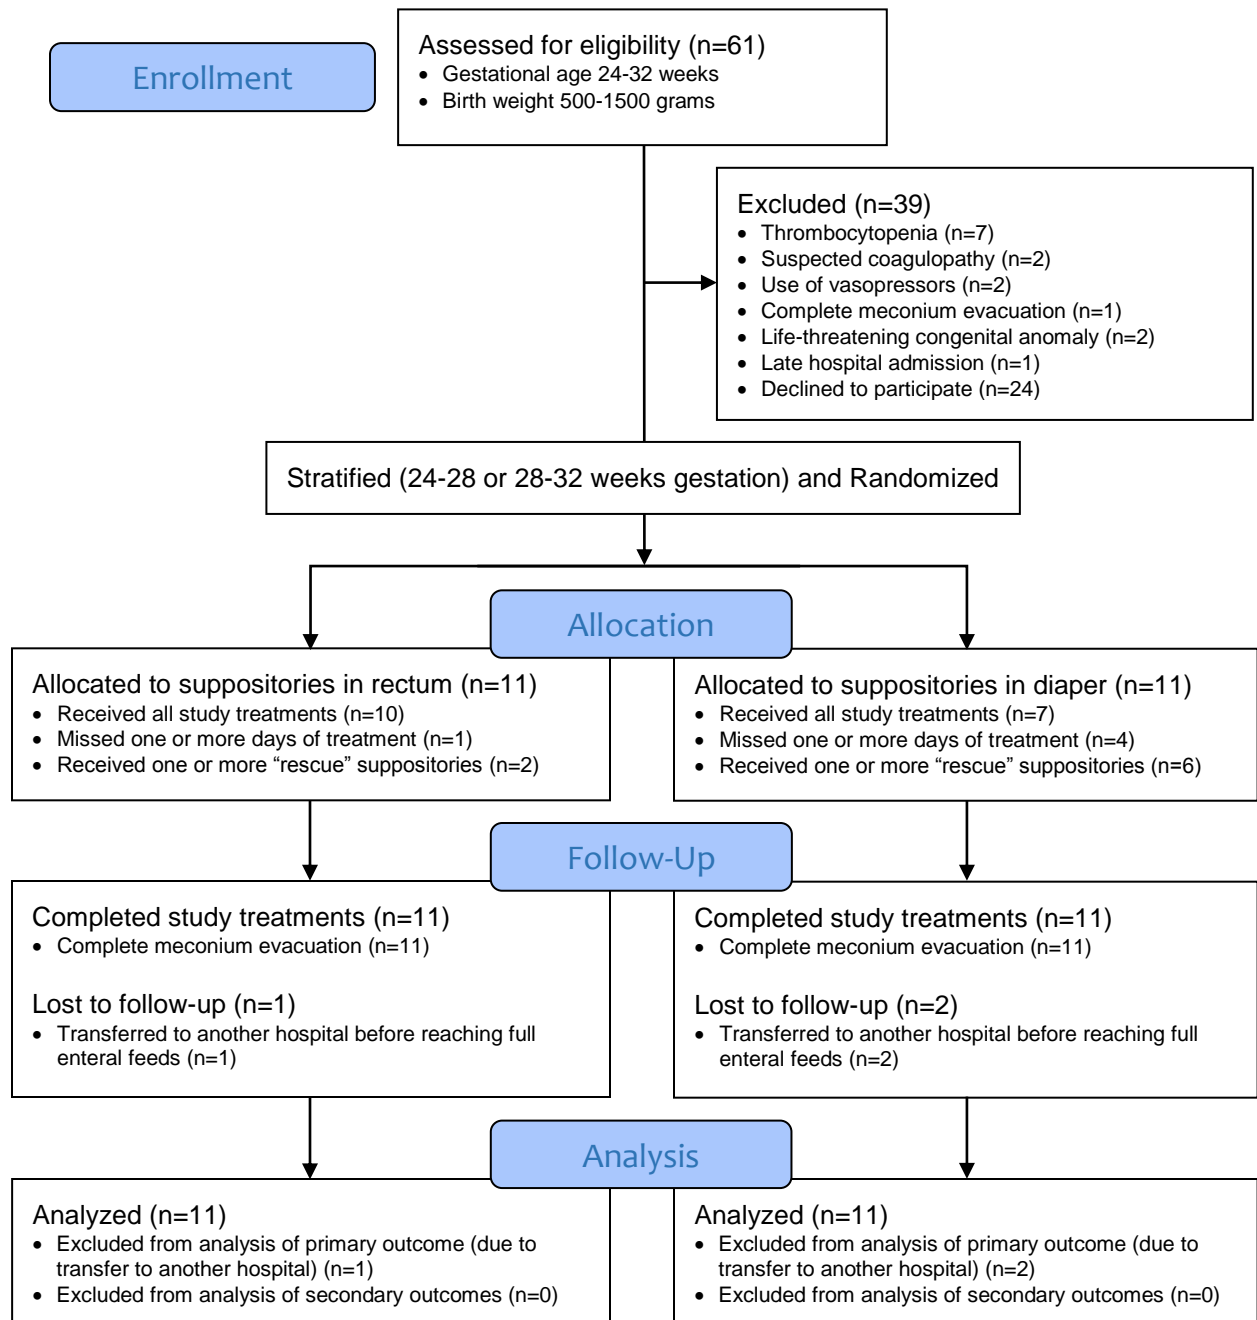 Enrollment
Assessed for eligibility (n=61)
• Gestational age 24-32 weeks
• Birth weight 500-1500 grams
Excluded (n=39)
• Thrombocytopenia (n=7)
• Suspected coagulopathy (n=2)
• Use of vasopressors (n=2)
• Complete meconium evacuation (n=1)
• Life-threatening congenital anomaly (n=2)
• Late hospital admission (n=1)
• Declined to participate (n=24)
Stratified (24-28 or 28-32 weeks gestation) and Randomized
Allocation
Allocated to suppositories in rectum (n=11)
• Received all study treatments (n=10)
• Missed one or more days of treatment (n=1)
• Received one or more “rescue” suppositories (n=2)
Allocated to suppositories in diaper (n=11)
• Received all study treatments (n=7)
• Missed one or more days of treatment (n=4)
• Received one or more “rescue” suppositories (n=6)
Follow-Up
Completed study treatments (n=11)
• Complete meconium evacuation (n=11)
Lost to follow-up (n=1)
• Transferred to another hospital before reaching full
enteral feeds (n=1)
Completed study treatments (n=11)
• Complete meconium evacuation (n=11)
Lost to follow-up (n=2)
• Transferred to another hospital before reaching full
enteral feeds (n=2)
Analysis
Analyzed (n=11)
• Excluded from analysis of primary outcome (due to
transfer to another hospital) (n=1)
• Excluded from analysis of secondary outcomes (n=0)
Analyzed (n=11)
• Excluded from analysis of primary outcome (due to
transfer to another hospital) (n=2)
• Excluded from analysis of secondary outcomes (n=0)